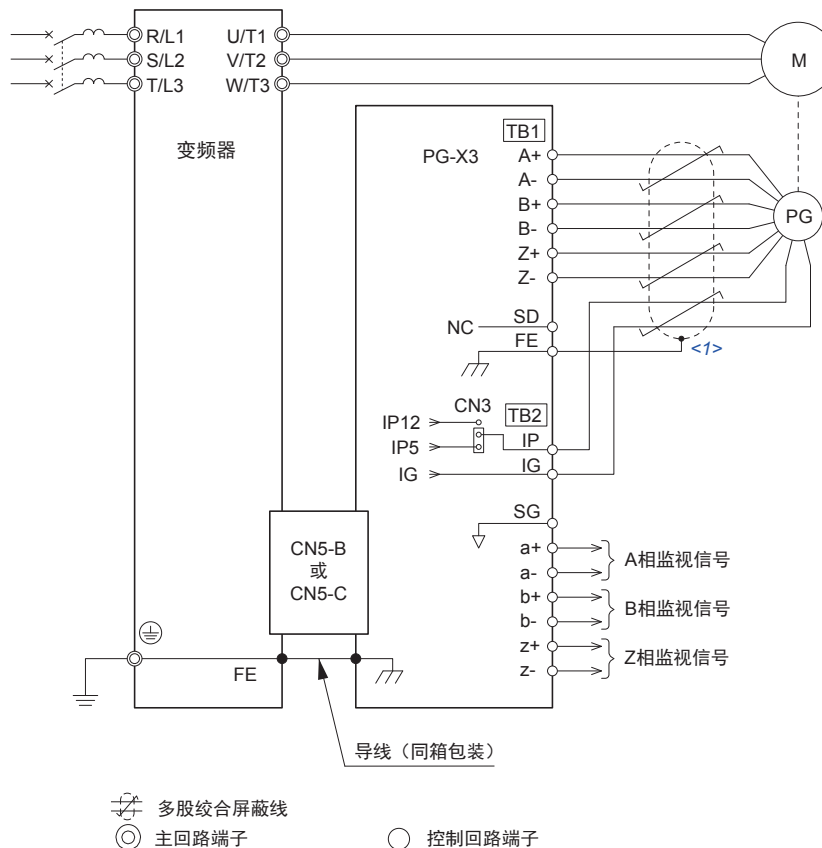 R/L1
U/T1
S/L2
V/T2
T/L3
W/T3
M
变频器
PG-X3
TB1
A+
A-
B+
B-
Z+
Z-
PG
NC
SD
FE
<1>
CN3
TB2
IP12
IP5
IP
IG
IG
SG
CN5-B
或
CN5-C
a+
a-
A相监视信号
b+
b-
B相监视信号
z+
z-
Z相监视信号
FE
导线（同箱包装）
多股绞合屏蔽线
主回路端子
控制回路端子